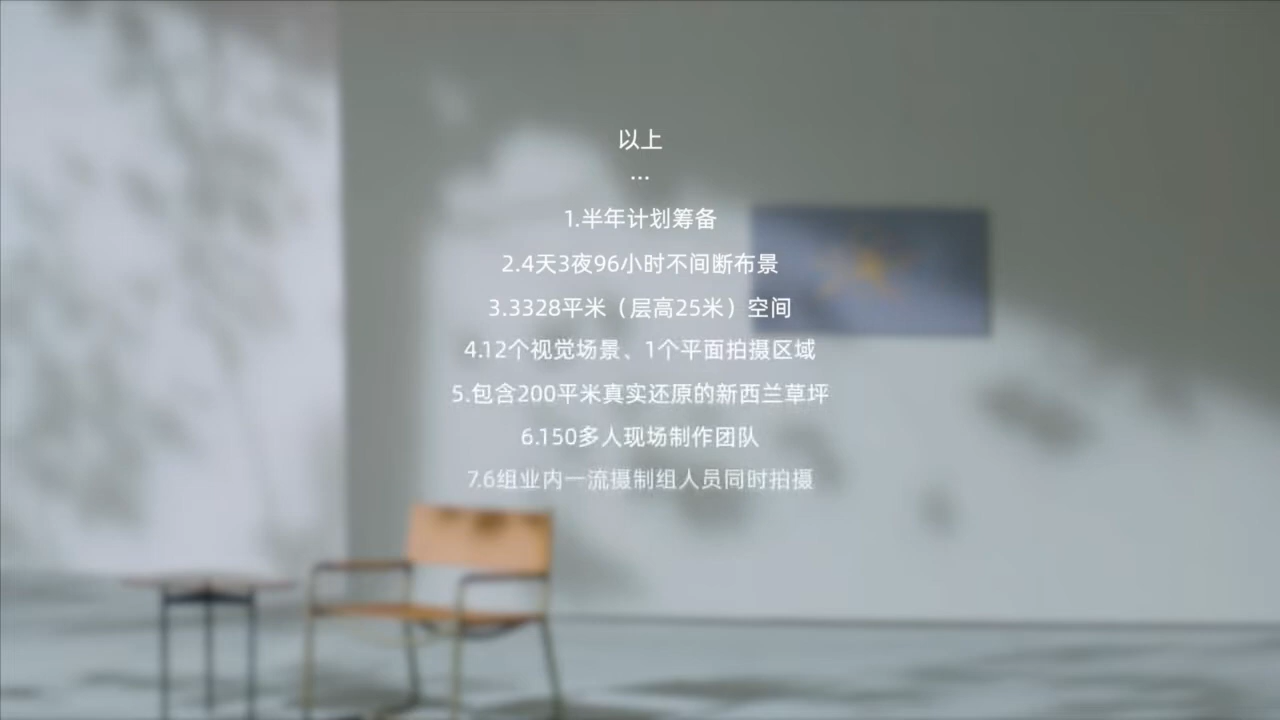 以上
...
1.半年计划筹备
2.4天3夜96小时不间断布景
3.3328平米（层高25米）空间
4.12个视觉场景、1个平面拍摄区域
5.包含200平米真实还原的新西兰草坪
6.150多人现场制作团队
7.6组业内一流摄制组人员同时拍摄